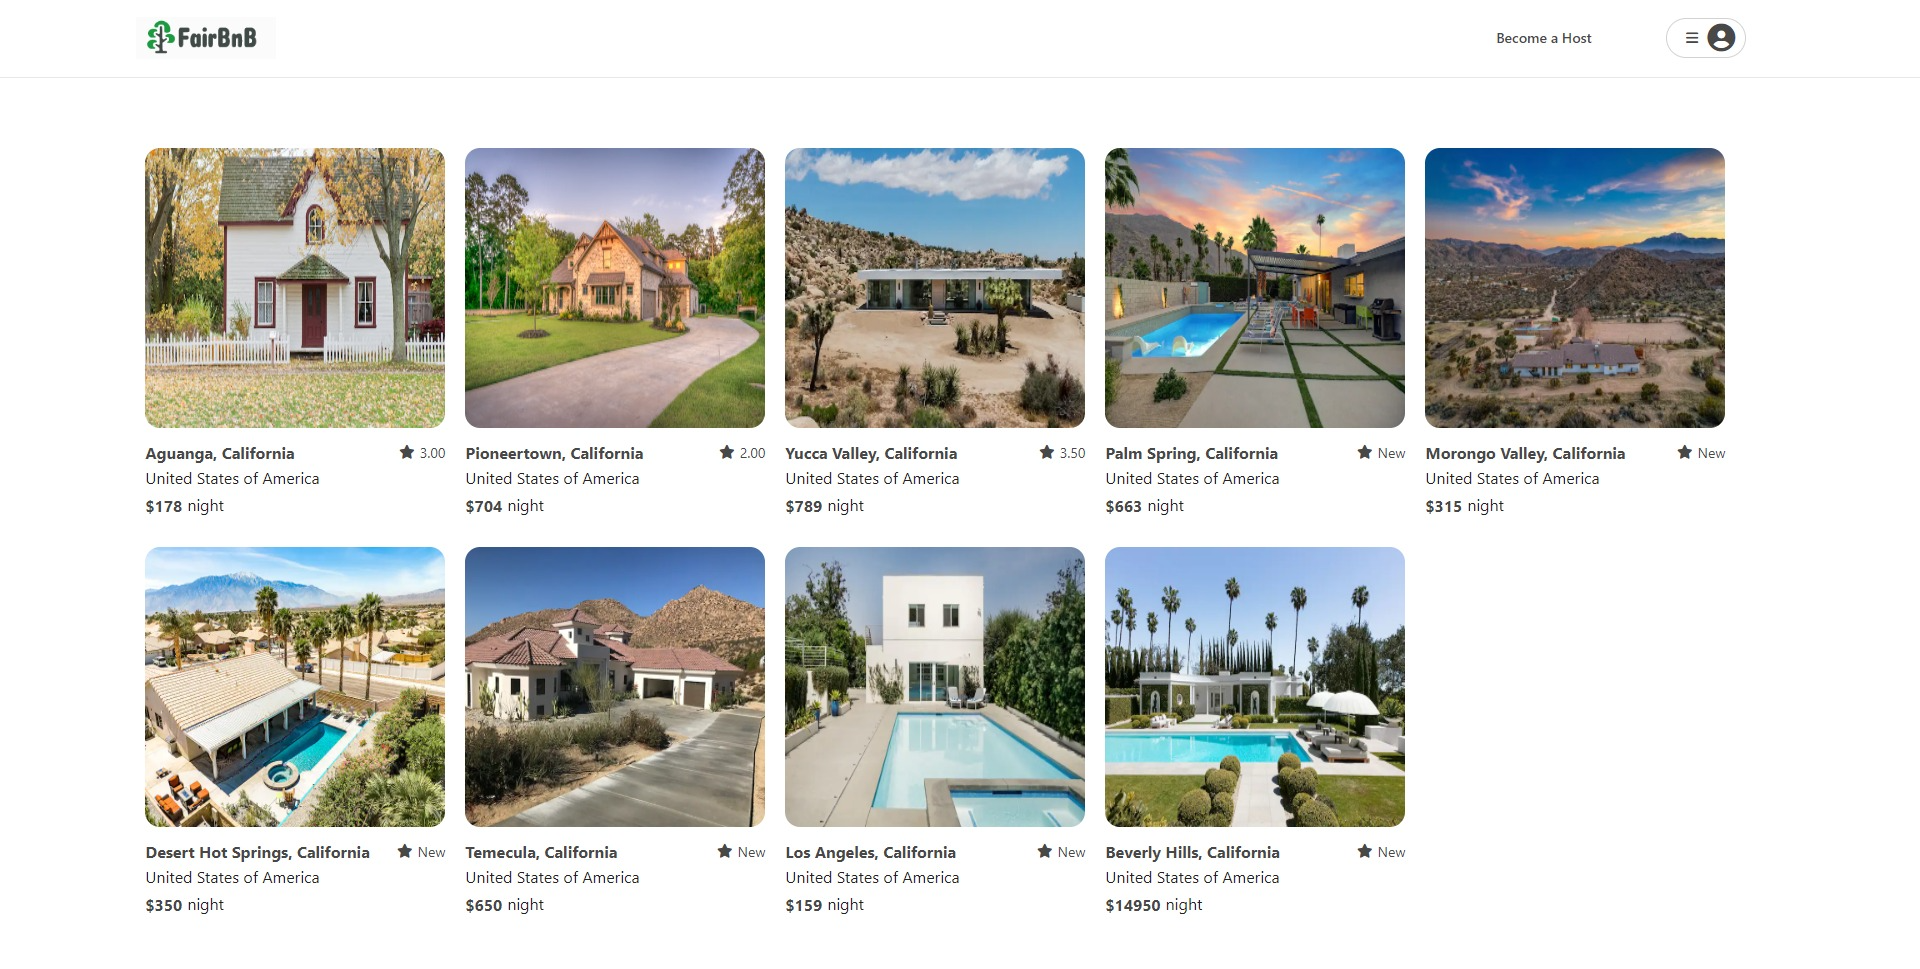 FairBnB
Become a Host
Aguanga, California
3.00
United States of America
$178 night
Pioneertown, California
2.00
United States of America
$704 night
Yucca Valley, California
3.50
United States of America
$789 night
Palm Spring, California
New
United States of America
$663 night
Morongo Valley, California
New
United States of America
$315 night
Desert Hot Springs, California
New
United States of America
$350 night
Temecula, California
New
United States of America
$650 night
Los Angeles, California
New
United States of America
$159 night
Beverly Hills, California
New
United States of America
$14950 night